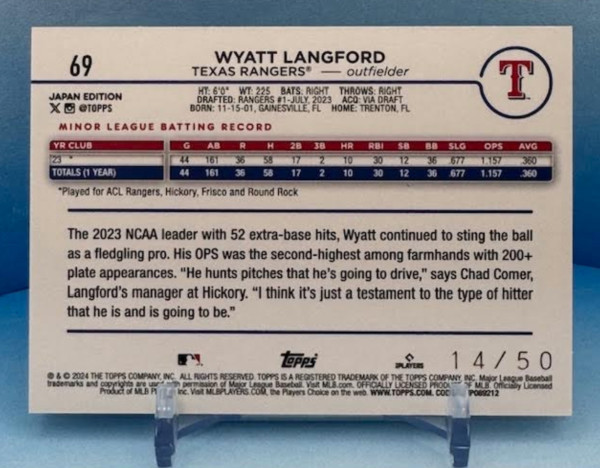 69
WYATT LANGFORD
TEXAS RANGERS® — outfielder
T
JAPAN EDITION
@TOPPS
HT: 6'0" WT: 225 BATS: RIGHT THROWS: RIGHT
DRAFTED: RANGERS #1-JULY, 2023 ACQ: VIA DRAFT
BORN: 11-15-01, GAINESVILLE, FL HOME: TRENTON, FL
MINOR LEAGUE BATTING RECORD
YR CLUB G AB R H 2B 3B HR RBI SB BB SLG OPS AVG
23 * 44 161 36 58 17 2 10 30 12 36 .677 1.157 .360
TOTALS (1 YEAR) 44 161 36 58 17 2 10 30 12 36 .677 1.157 .360
*Played for ACL Rangers, Hickory, Frisco and Round Rock
The 2023 NCAA leader with 52 extra-base hits, Wyatt continued to sting the ball
as a fledgling pro. His OPS was the second-highest among farmhands with 200+
plate appearances. "He hunts pitches that he's going to drive," says Chad Comer,
Langford's manager at Hickory. "I think it's just a testament to the type of hitter
that he is and is going to be."
Topps PLAYERS 14/50
® & © 2024 THE TOPPS COMPANY, INC. ALL RIGHTS RESERVED. TOPPS IS A REGISTERED TRADEMARK OF THE TOPPS COMPANY, INC. Major League Baseball
trademarks and copyrights are used with permission of Major League Baseball. Visit MLB.com. OFFICIALLY LICENSED PRODUCT OF MLB Officially Licensed
Product of MLB Inc. Visit MLBPLAYERS.COM, the Players Choice on the web. WWW.TOPPS.COM.